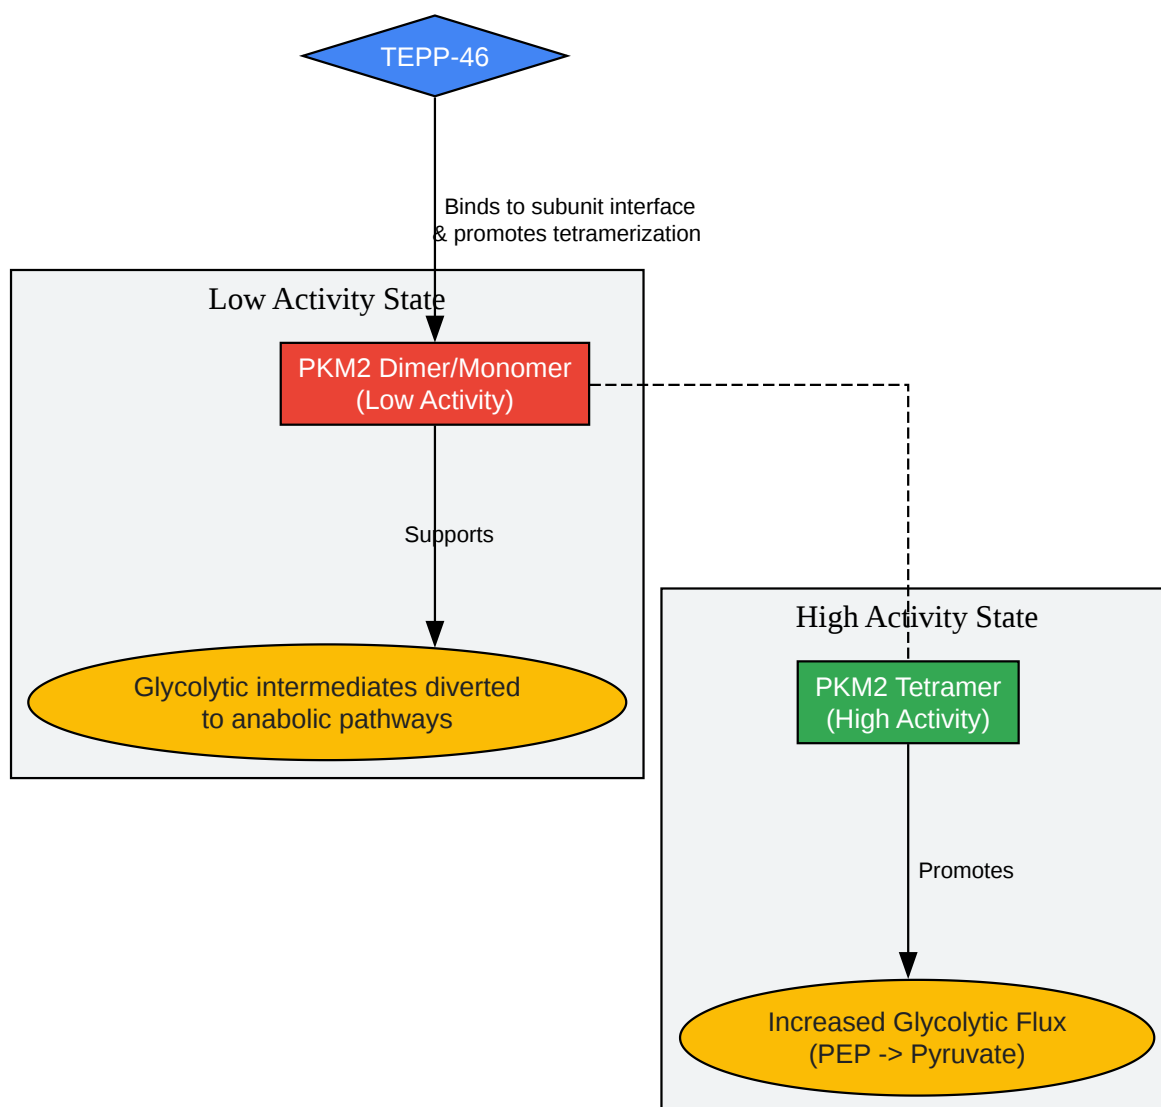 TEPP-46
Binds to subunit interface
& promotes tetramerization
Low Activity State
PKM2 Dimer/Monomer
(Low Activity)
Supports
Glycolytic intermediates diverted
to anabolic pathways
High Activity State
PKM2 Tetramer
(High Activity)
Promotes
Increased Glycolytic Flux
(PEP -> Pyruvate)